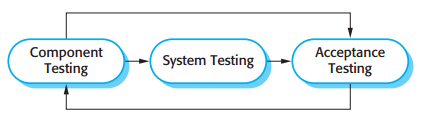 Component
Testing
System Testing
Acceptance
Testing